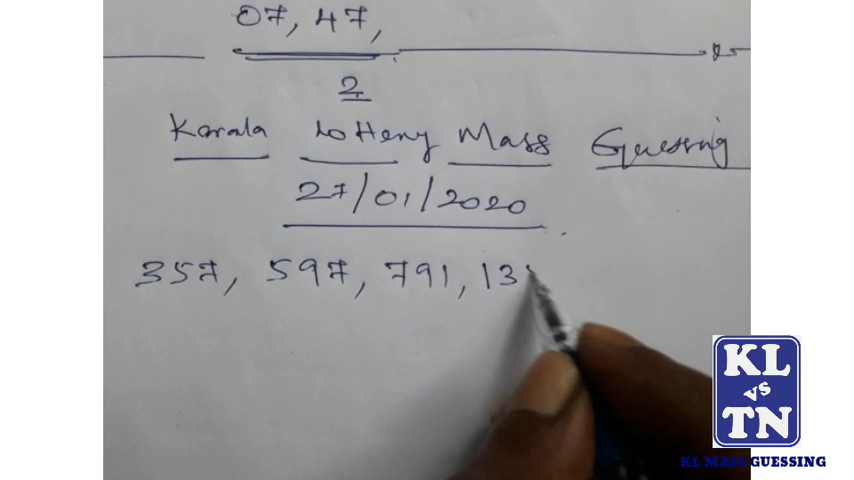 07, 47,
2
Kerala Lottery Mass Guessing
27/01/2020
357, 597, 791, 13
KL
vs
TN
KL MASS GUESSING